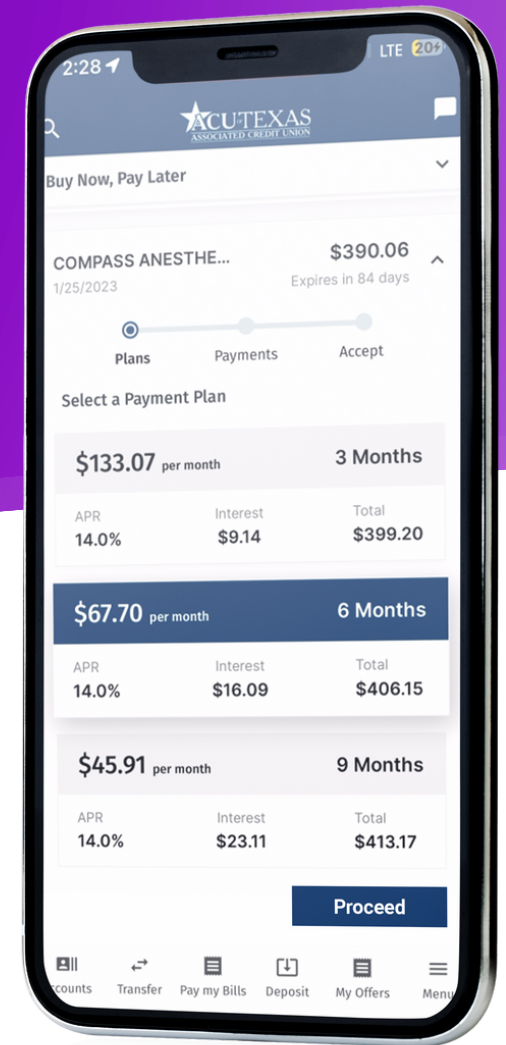 2:28
LTE 20
ACU TEXAS
ASSOCIATED CREDIT UNION
Buy Now, Pay Later
COMPASS ANESTHE... $390.06
1/25/2023 Expires in 84 days
Plans Payments Accept
Select a Payment Plan
$133.07 per month 3 Months
APR Interest Total
14.0% $9.14 $399.20
$67.70 per month 6 Months
APR Interest Total
14.0% $16.09 $406.15
$45.91 per month 9 Months
APR Interest Total
14.0% $23.11 $413.17
Proceed
ccounts Transfer Pay my Bills Deposit My Offers Menu